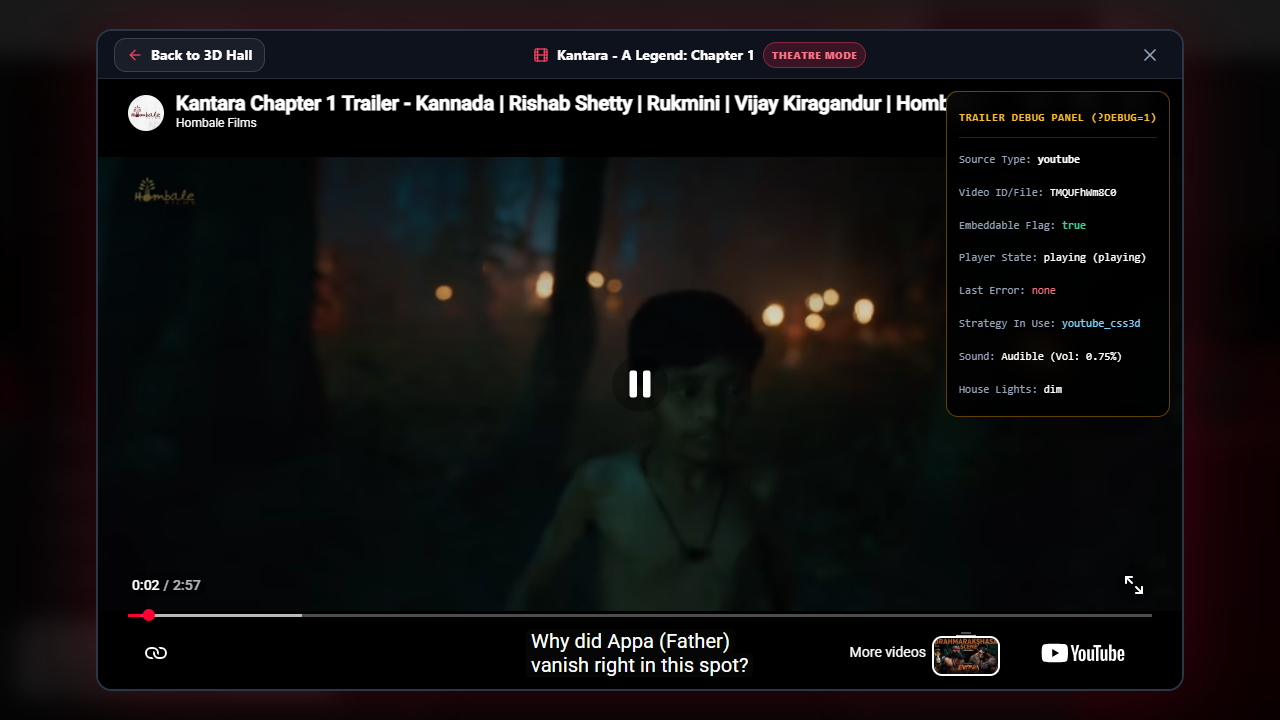 Back to 3D Hall
Kantara - A Legend: Chapter 1
THEATRE MODE
Kantara Chapter 1 Trailer - Kannada | Rishab Shetty | Rukmini | Vijay Kiragandur | Homb
Hombale Films
Hombale
FILMS
TRAILER DEBUG PANEL (?DEBUG=1)
Source Type: youtube
Video ID/File: TMQUFhWm8C0
Embeddable Flag: true
Player State: playing (playing)
Last Error: none
Strategy In Use: youtube_css3d
Sound: Audible (Vol: 0.75%)
House Lights: dim
0:02 / 2:57
Why did Appa (Father)
vanish right in this spot?
More videos
YouTube